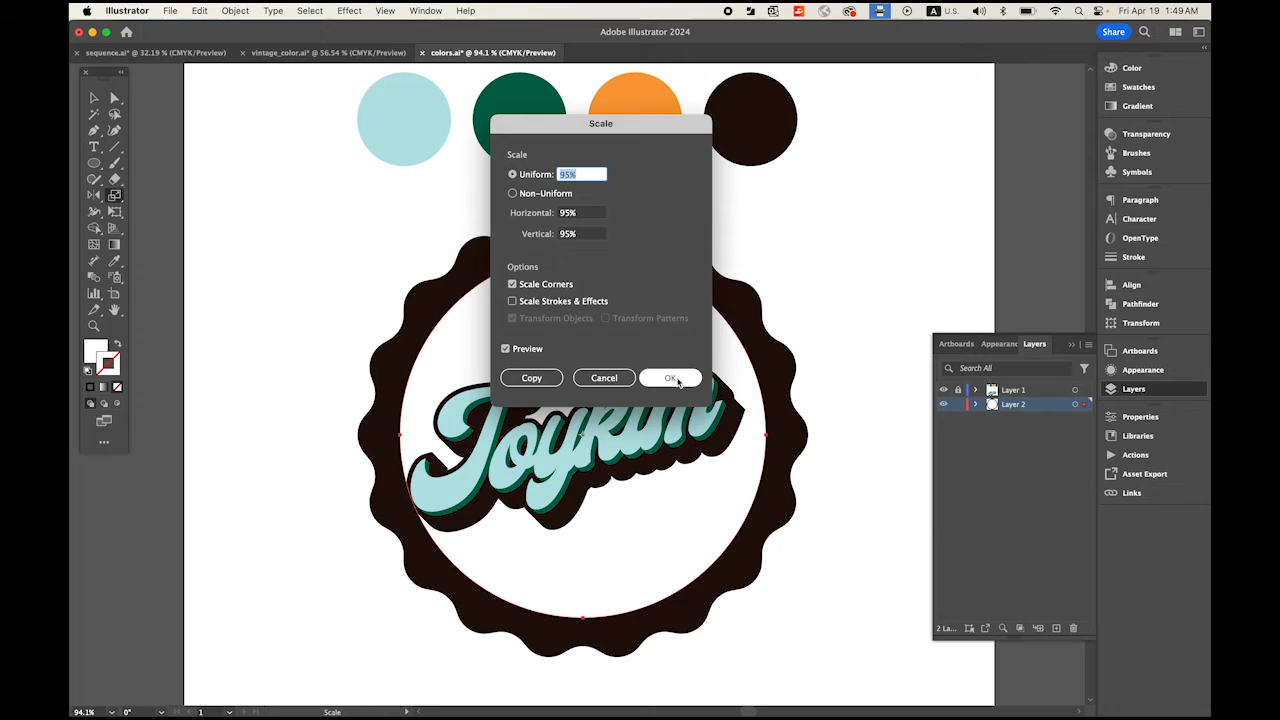 Illustrator File Edit Object Type Select Effect View Window Help
A U.S. Fri Apr 19 1:49 AM
Adobe Illustrator 2024
Share
sequence.ai* @ 32.19 % (CMYK/Preview)
vintage_color.ai* @ 56.54 % (CMYK/Preview)
colors.ai* @ 94.1 % (CMYK/Preview)
Scale
Scale
Uniform: 95%
Non-Uniform
Horizontal: 95%
Vertical: 95%
Options
Scale Corners
Scale Strokes & Effects
Transform Objects
Transform Patterns
Preview
Copy
Cancel
OK
Color
Swatches
Gradient
Transparency
Brushes
Symbols
Paragraph
Character
OpenType
Stroke
Align
Pathfinder
Transform
Artboards
Appearance
Layers
Properties
Libraries
Actions
Asset Export
Links
Artboards Appearanc Layers
Search All
Layer 1
Layer 2
2 La...
94.1%
0°
1
Scale